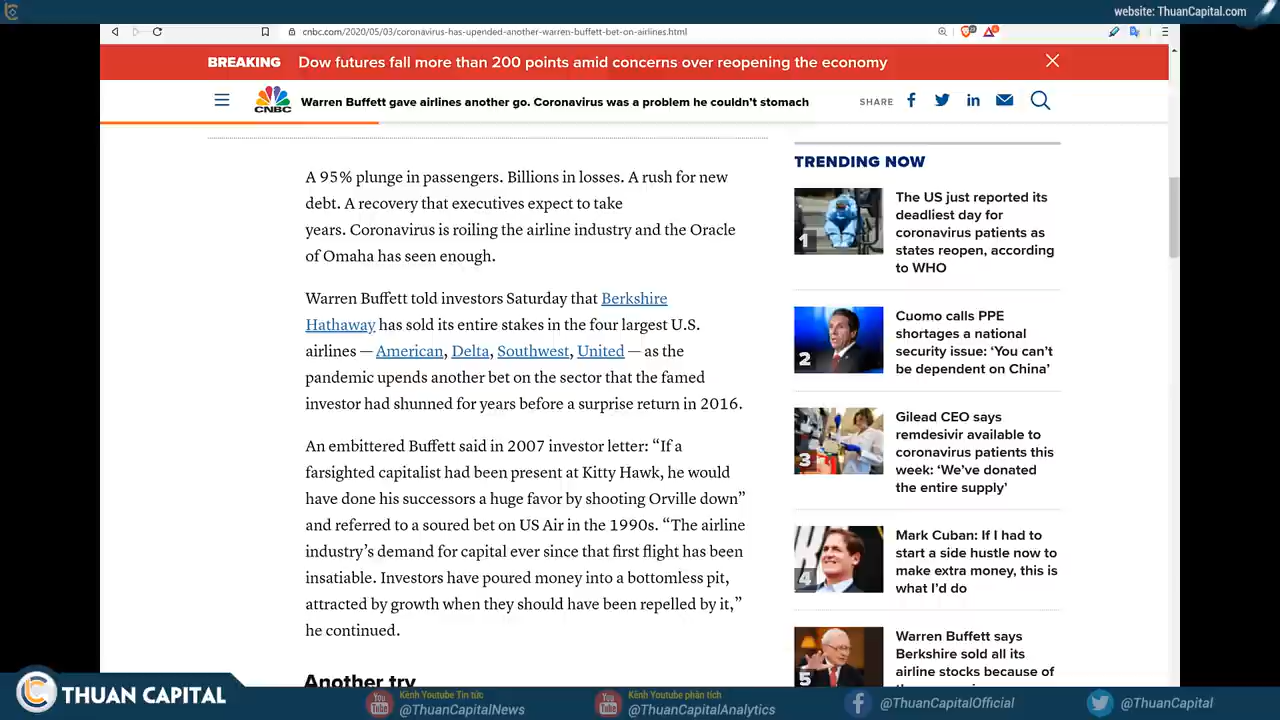 website: ThuanCapital.com
cnbc.com/2020/05/03/coronavirus-has-upended-another-warren-buffett-bet-on-airlines.html
BREAKING Dow futures fall more than 200 points amid concerns over reopening the economy
CNBC
Warren Buffett gave airlines another go. Coronavirus was a problem he couldn’t stomach
SHARE
A 95% plunge in passengers. Billions in losses. A rush for new
debt. A recovery that executives expect to take
years. Coronavirus is roiling the airline industry and the Oracle
of Omaha has seen enough.
Warren Buffett told investors Saturday that Berkshire
Hathaway has sold its entire stakes in the four largest U.S.
airlines — American, Delta, Southwest, United — as the
pandemic upends another bet on the sector that the famed
investor had shunned for years before a surprise return in 2016.
An embittered Buffett said in 2007 investor letter: “If a
farsighted capitalist had been present at Kitty Hawk, he would
have done his successors a huge favor by shooting Orville down”
and referred to a soured bet on US Air in the 1990s. “The airline
industry’s demand for capital ever since that first flight has been
insatiable. Investors have poured money into a bottomless pit,
attracted by growth when they should have been repelled by it,”
he continued.
Another try
TRENDING NOW
1
The US just reported its
deadliest day for
coronavirus patients as
states reopen, according
to WHO
2
Cuomo calls PPE
shortages a national
security issue: ‘You can’t
be dependent on China’
3
Gilead CEO says
remdesivir available to
coronavirus patients this
week: ‘We’ve donated
the entire supply’
4
Mark Cuban: If I had to
start a side hustle now to
make extra money, this is
what I’d do
5
Warren Buffett says
Berkshire sold all its
airline stocks because of
THUAN CAPITAL
You Tube
Kênh Youtube Tin tức
@ThuanCapitalNews
You Tube
Kênh Youtube phân tích
@ThuanCapitalAnalytics
@ThuanCapitalOfficial
@ThuanCapital